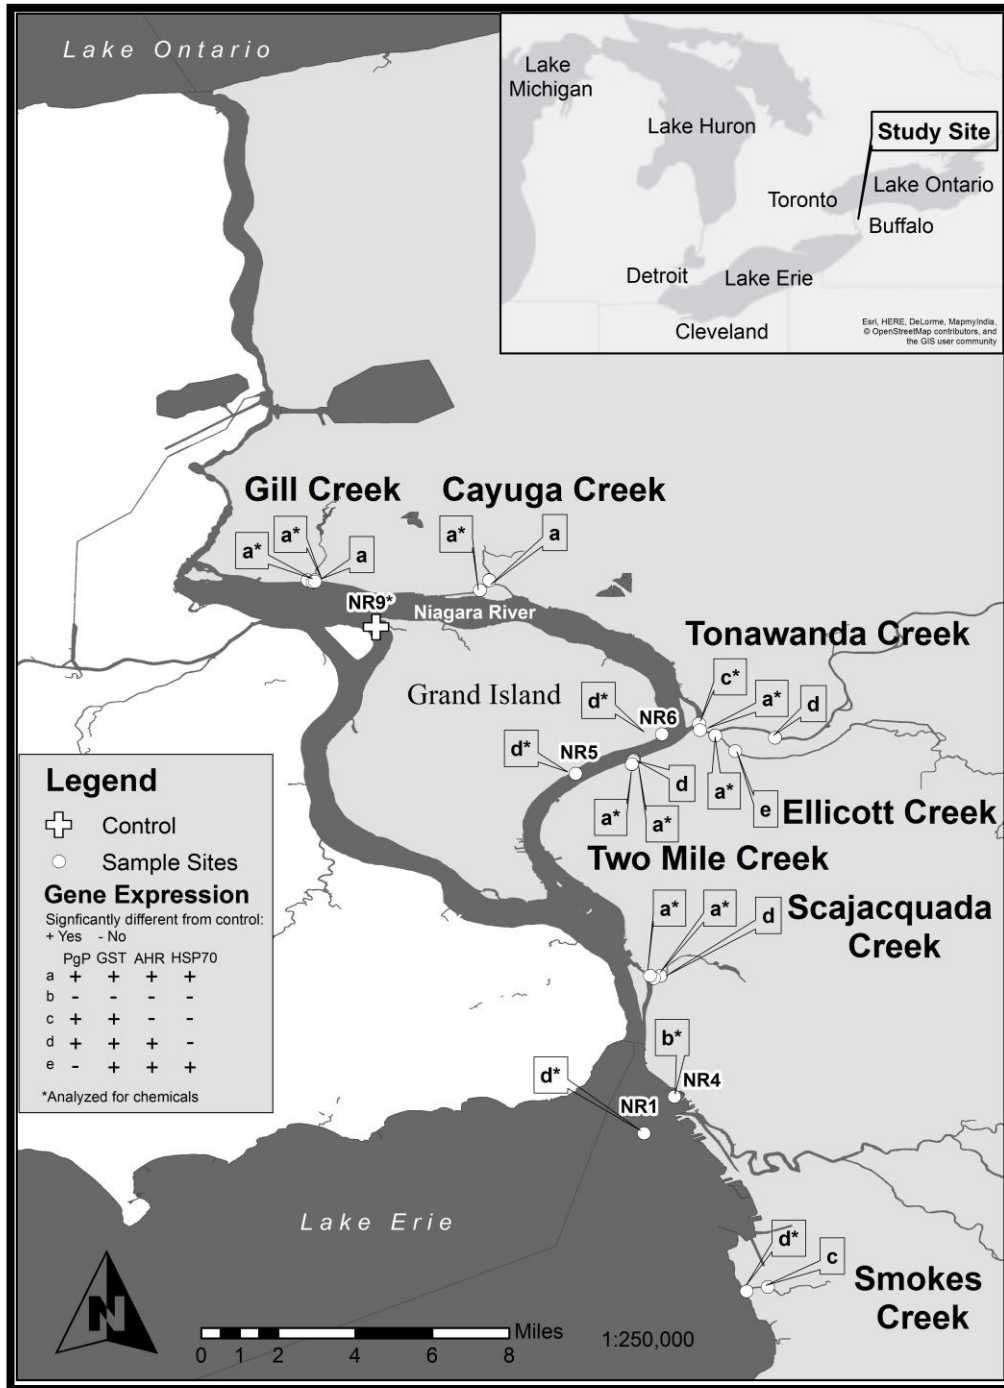 Lake Ontario
Lake
Michigan
Lake Huron
Study Site
Toronto
Lake Ontario
Buffalo
Detroit
Lake Erie
Cleveland
Esri, HERE, DeLorme, MapmyIndia,
© OpenStreetMap contributors, and
the GIS user community
Gill Creek
Cayuga Creek
a*
a*
a
a*
a
NR9*
Niagara River
Tonawanda Creek
Grand Island
c*
a*
d
d*
NR6
d*
NR5
d
a*
e
Ellicott Creek
a*
a*
Two Mile Creek
a*
a*
d
Scajacquada
Creek
b*
NR4
d*
NR1
Legend
Control
Sample Sites
Gene Expression
Signficantly different from control:
+ Yes - No
PgP GST AHR HSP70
a + + + +
b - - - -
c + + - -
d + + + -
e - + + +
*Analyzed for chemicals
Lake Erie
d*
c
Smokes
Creek
N
Miles
0 1 2 4 6 8
1:250,000